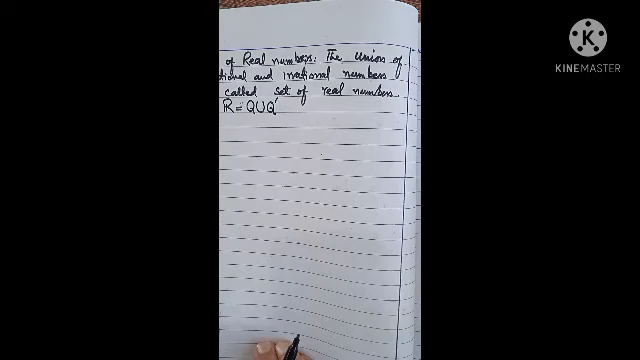 of Real numbers: The Union of
tional and irrational numbers
called set of real numbers.
R = QUQ'
K
KINEMASTER